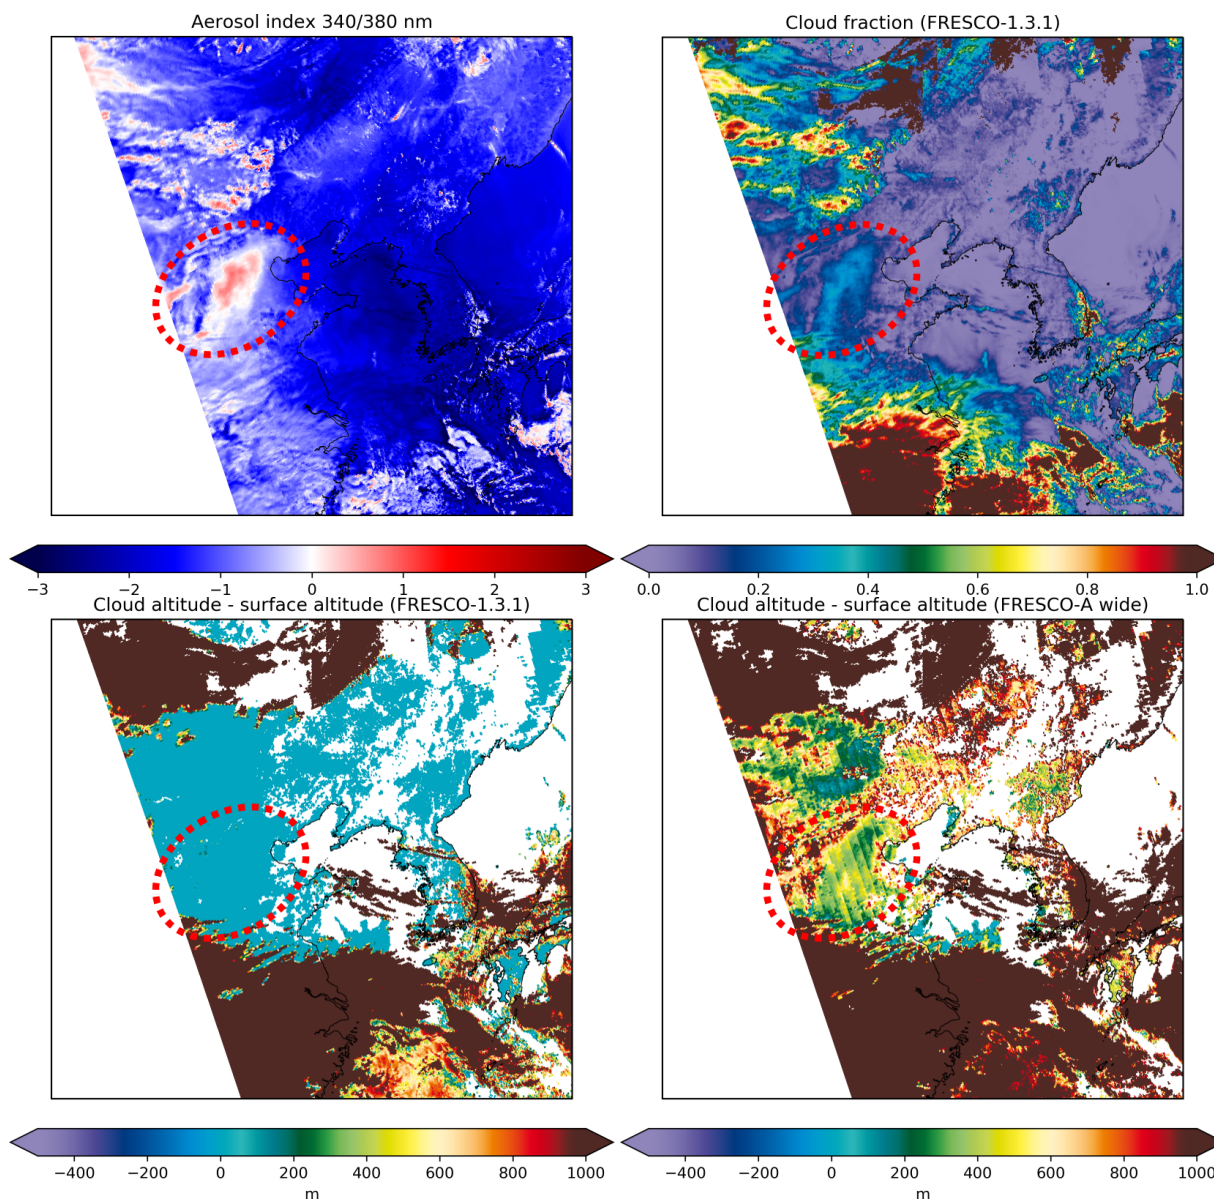 Aerosol index 340/380 nm
Cloud fraction (FRESCO-1.3.1)
−3 −2 −1 0 1 2 3
0.0 0.2 0.4 0.6 0.8 1.0
Cloud altitude - surface altitude (FRESCO-1.3.1)
Cloud altitude - surface altitude (FRESCO-A wide)
−400 −200 0 200 400 600 800 1000
m
−400 −200 0 200 400 600 800 1000
m